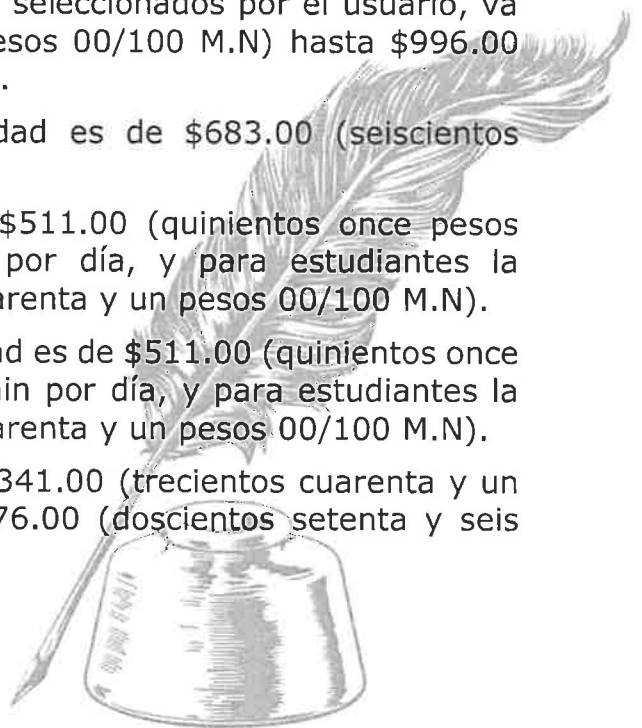 seleccionados por el usuario, va
esos 00/100 M.N) hasta $996.00
.
dad es de $683.00 (seiscientos
$511.00 (quinientos once pesos
por día, y para estudiantes la
arenta y un pesos 00/100 M.N).
ad es de $511.00 (quinientos once
in por día, y para estudiantes la
arenta y un pesos 00/100 M.N).
341.00 (trecientos cuarenta y un
76.00 (doscientos setenta y seis